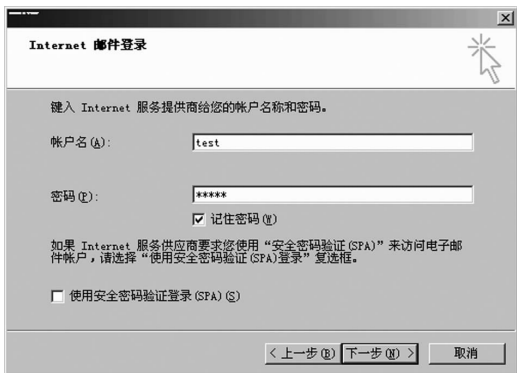 Internet 邮件登录
键入 Internet 服务提供商给您的帐户名称和密码。
帐户名(A): test
密码(P): *****
记住密码(W)
如果 Internet 服务供应商要求您使用“安全密码验证(SPA)”来访问电子邮
件帐户，请选择“使用安全密码验证(SPA)登录”复选框。
使用安全密码验证登录(SPA)(S)
< 上一步(B) 下一步(N) > 取消